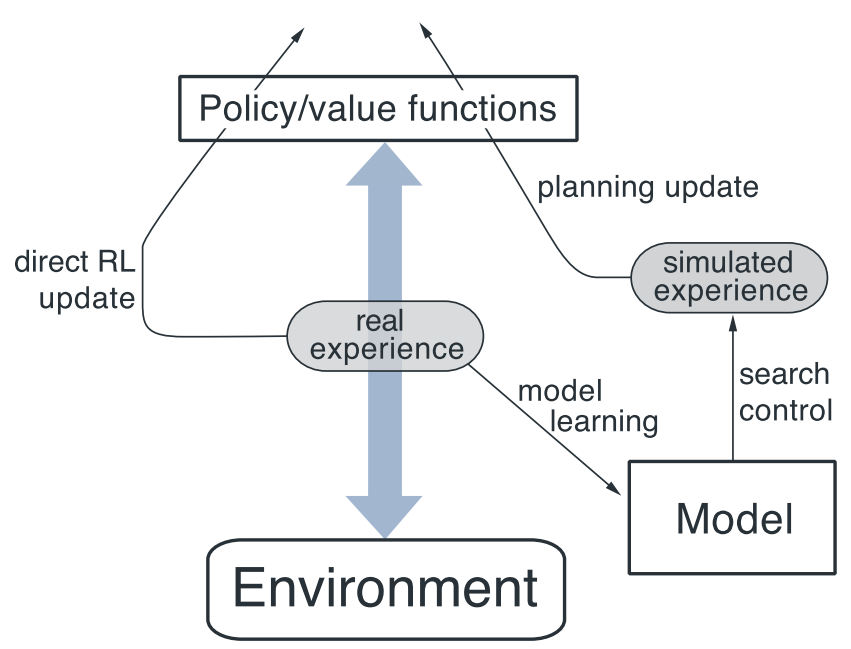 Policy/value functions
planning update
direct RL
update
simulated
experience
real
experience
model
learning
search
control
Model
Environment